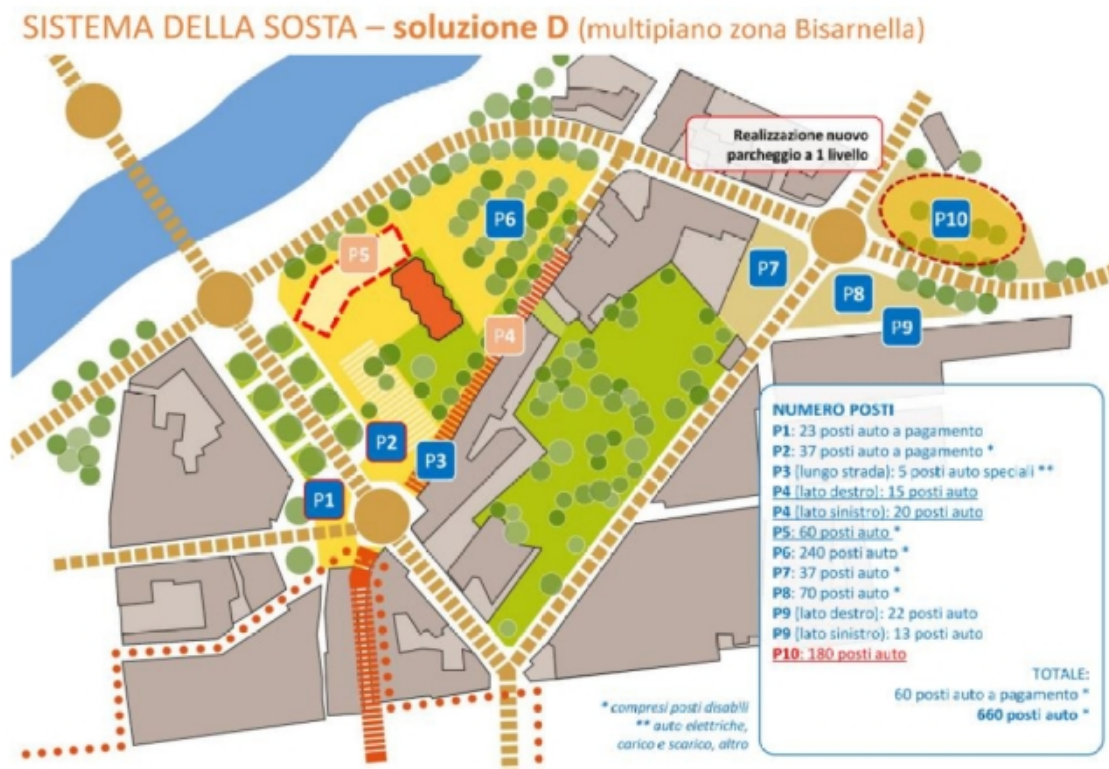 SISTEMA DELLA SOSTA – soluzione D (multipiano zona Bisarnella)
Realizzazione nuovo
parcheggio a 1 livello
P10
P6
P5
P7
P8
P9
P4
P2
P3
P1
NUMERO POSTI
P1: 23 posti auto a pagamento
P2: 37 posti auto a pagamento *
P3 (lungo strada): 5 posti auto speciali **
P4 (lato destro): 15 posti auto
P4 (lato sinistro): 20 posti auto
P5: 60 posti auto *
P6: 240 posti auto *
P7: 37 posti auto *
P8: 70 posti auto *
P9 (lato destro): 22 posti auto
P9 (lato sinistro): 13 posti auto
P10: 180 posti auto
TOTALE:
60 posti auto a pagamento *
660 posti auto *
* compresi posti disabili
** auto elettriche,
carico e scarico, altro